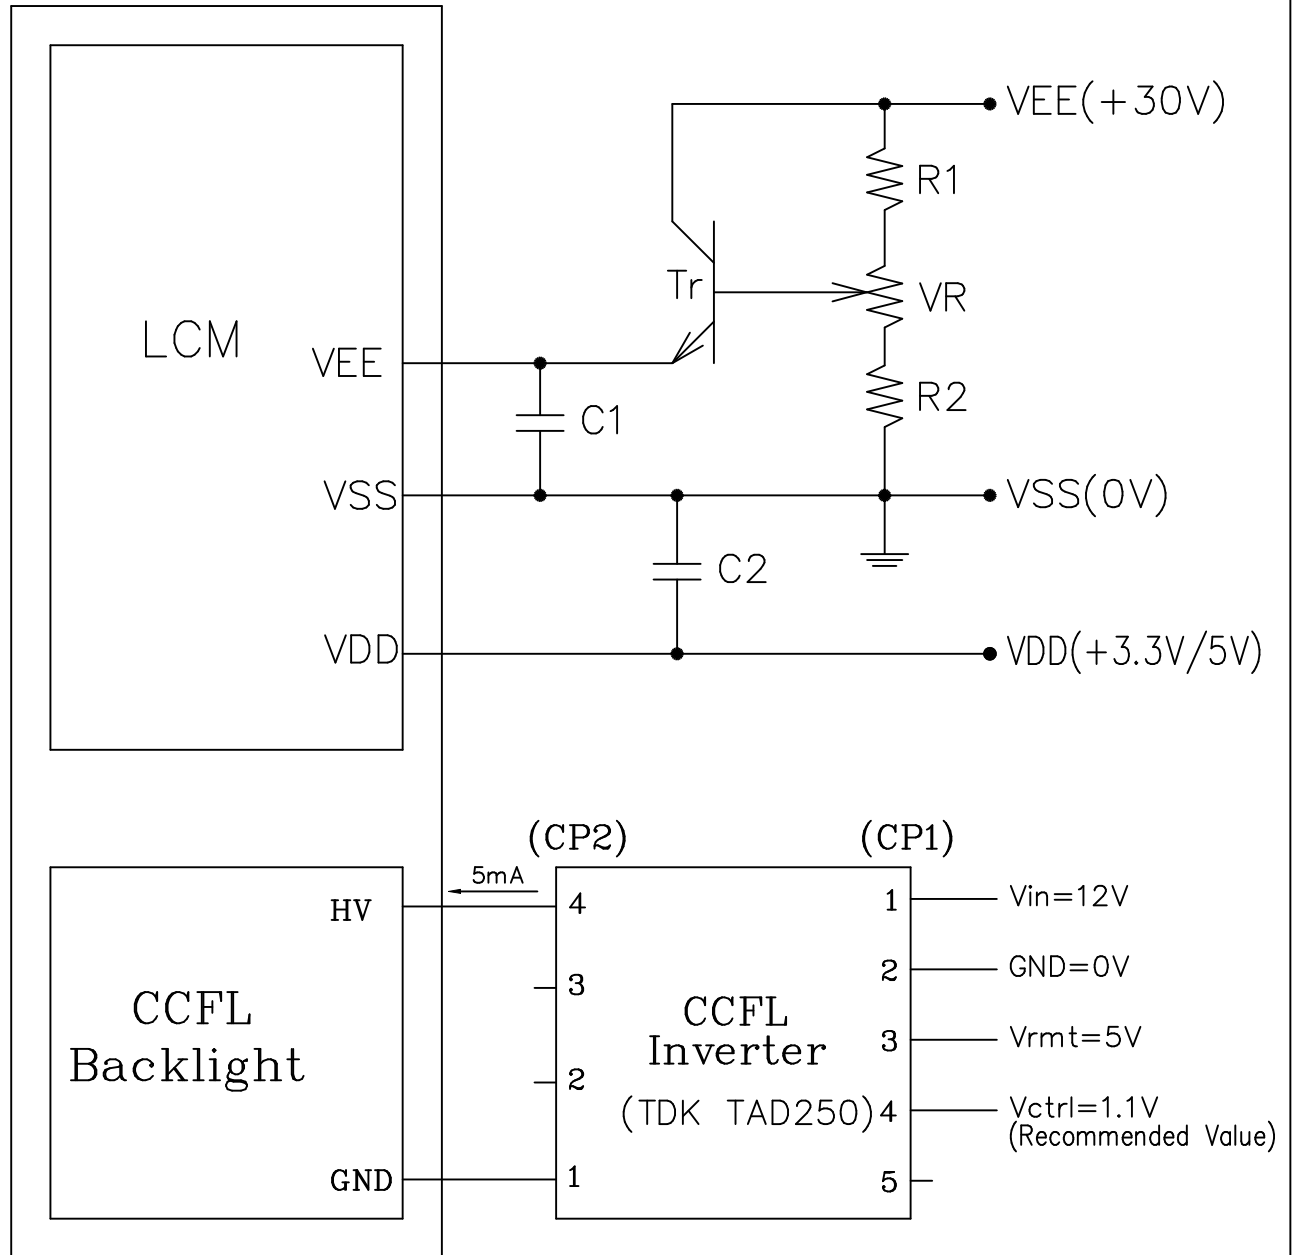 VEE(+30V)
R1
Tr
VR
LCM
VEE
R2
C1
VSS
VSS(0V)
C2
VDD
VDD(+3.3V/5V)
(CP2)
(CP1)
5mA
HV
4
1
Vin=12V
3
2
GND=0V
CCFL
Backlight
CCFL
Inverter
(TDK TAD250)
3
Vrmt=5V
2
4
Vctrl=1.1V
(Recommended Value)
GND
1
5